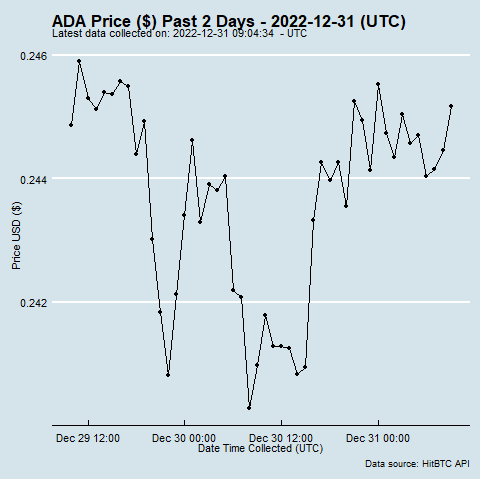 ADA Price ($) Past 2 Days - 2022-12-31 (UTC)
Latest data collected on: 2022-12-31 09:04:34 - UTC
0.246
0.244
0.242
Price USD ($)
Dec 29 12:00 Dec 30 00:00 Dec 30 12:00 Dec 31 00:00
Date Time Collected (UTC)
Data source: HitBTC API